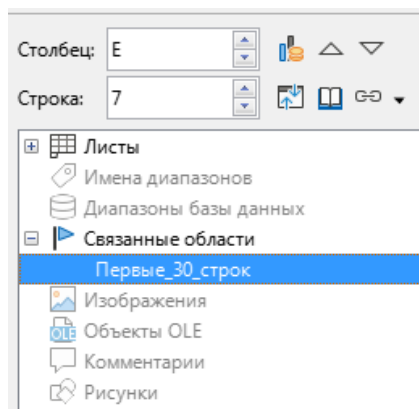 Столбец: E
Строка: 7
Листы
Имена диапазонов
Диапазоны базы данных
Связанные области
Первые_30_строк
Изображения
OLE Объекты OLE
Комментарии
Рисунки